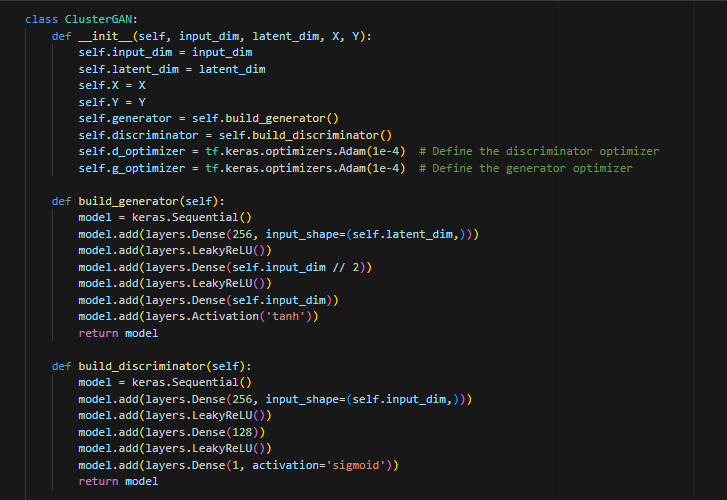 class ClusterGAN:
    def __init__(self, input_dim, latent_dim, X, Y):
        self.input_dim = input_dim
        self.latent_dim = latent_dim
        self.X = X
        self.Y = Y
        self.generator = self.build_generator()
        self.discriminator = self.build_discriminator()
        self.d_optimizer = tf.keras.optimizers.Adam(1e-4)  # Define the discriminator optimizer
        self.g_optimizer = tf.keras.optimizers.Adam(1e-4)  # Define the generator optimizer

    def build_generator(self):
        model = keras.Sequential()
        model.add(layers.Dense(256, input_shape=(self.latent_dim,)))
        model.add(layers.LeakyReLU())
        model.add(layers.Dense(self.input_dim // 2))
        model.add(layers.LeakyReLU())
        model.add(layers.Dense(self.input_dim))
        model.add(layers.Activation('tanh'))
        return model

    def build_discriminator(self):
        model = keras.Sequential()
        model.add(layers.Dense(256, input_shape=(self.input_dim,)))
        model.add(layers.LeakyReLU())
        model.add(layers.Dense(128))
        model.add(layers.LeakyReLU())
        model.add(layers.Dense(1, activation='sigmoid'))
        return model